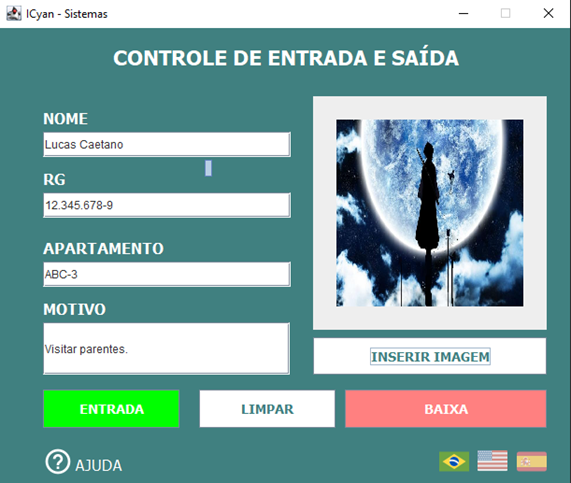 ICyan - Sistemas
CONTROLE DE ENTRADA E SAÍDA
NOME
Lucas Caetano
RG
12.345.678-9
APARTAMENTO
ABC-3
MOTIVO
Visitar parentes.
INSERIR IMAGEM
ENTRADA
LIMPAR
BAIXA
? AJUDA